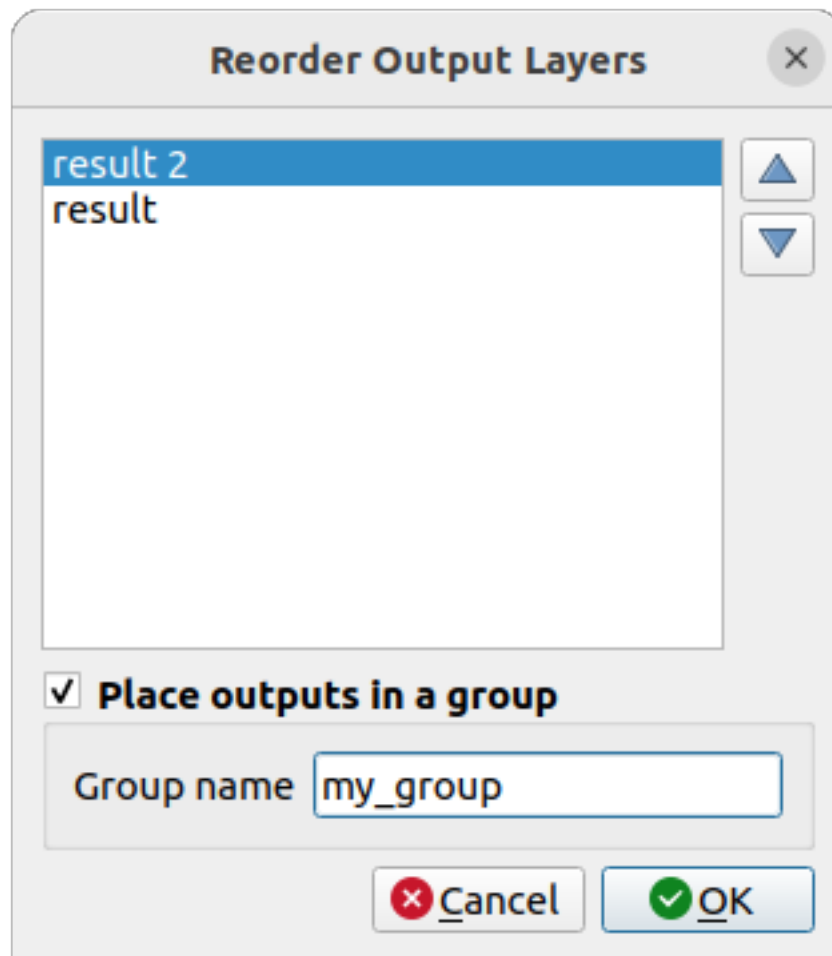 Reorder Output Layers
result 2
result
Place outputs in a group
Group name my_group
Cancel OK